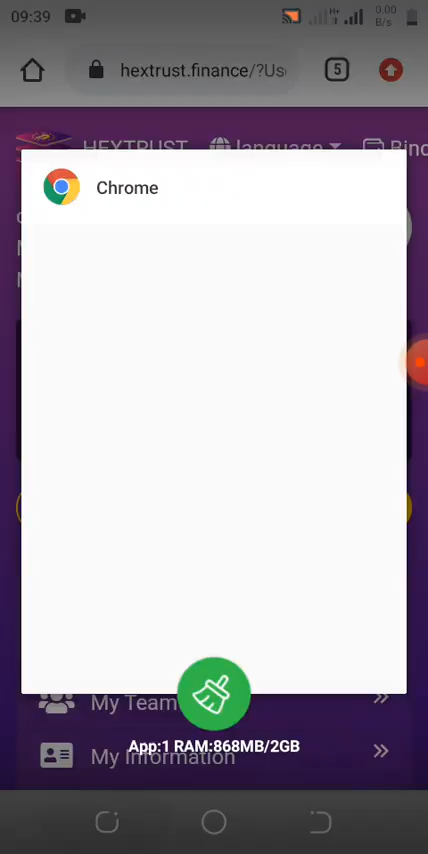 09:39
H+
0.00
B/s
hextrust.finance/?Us
5
HEXTRUST
language
Binc
Chrome
My Team
App:1 RAM:868MB/2GB
My Information